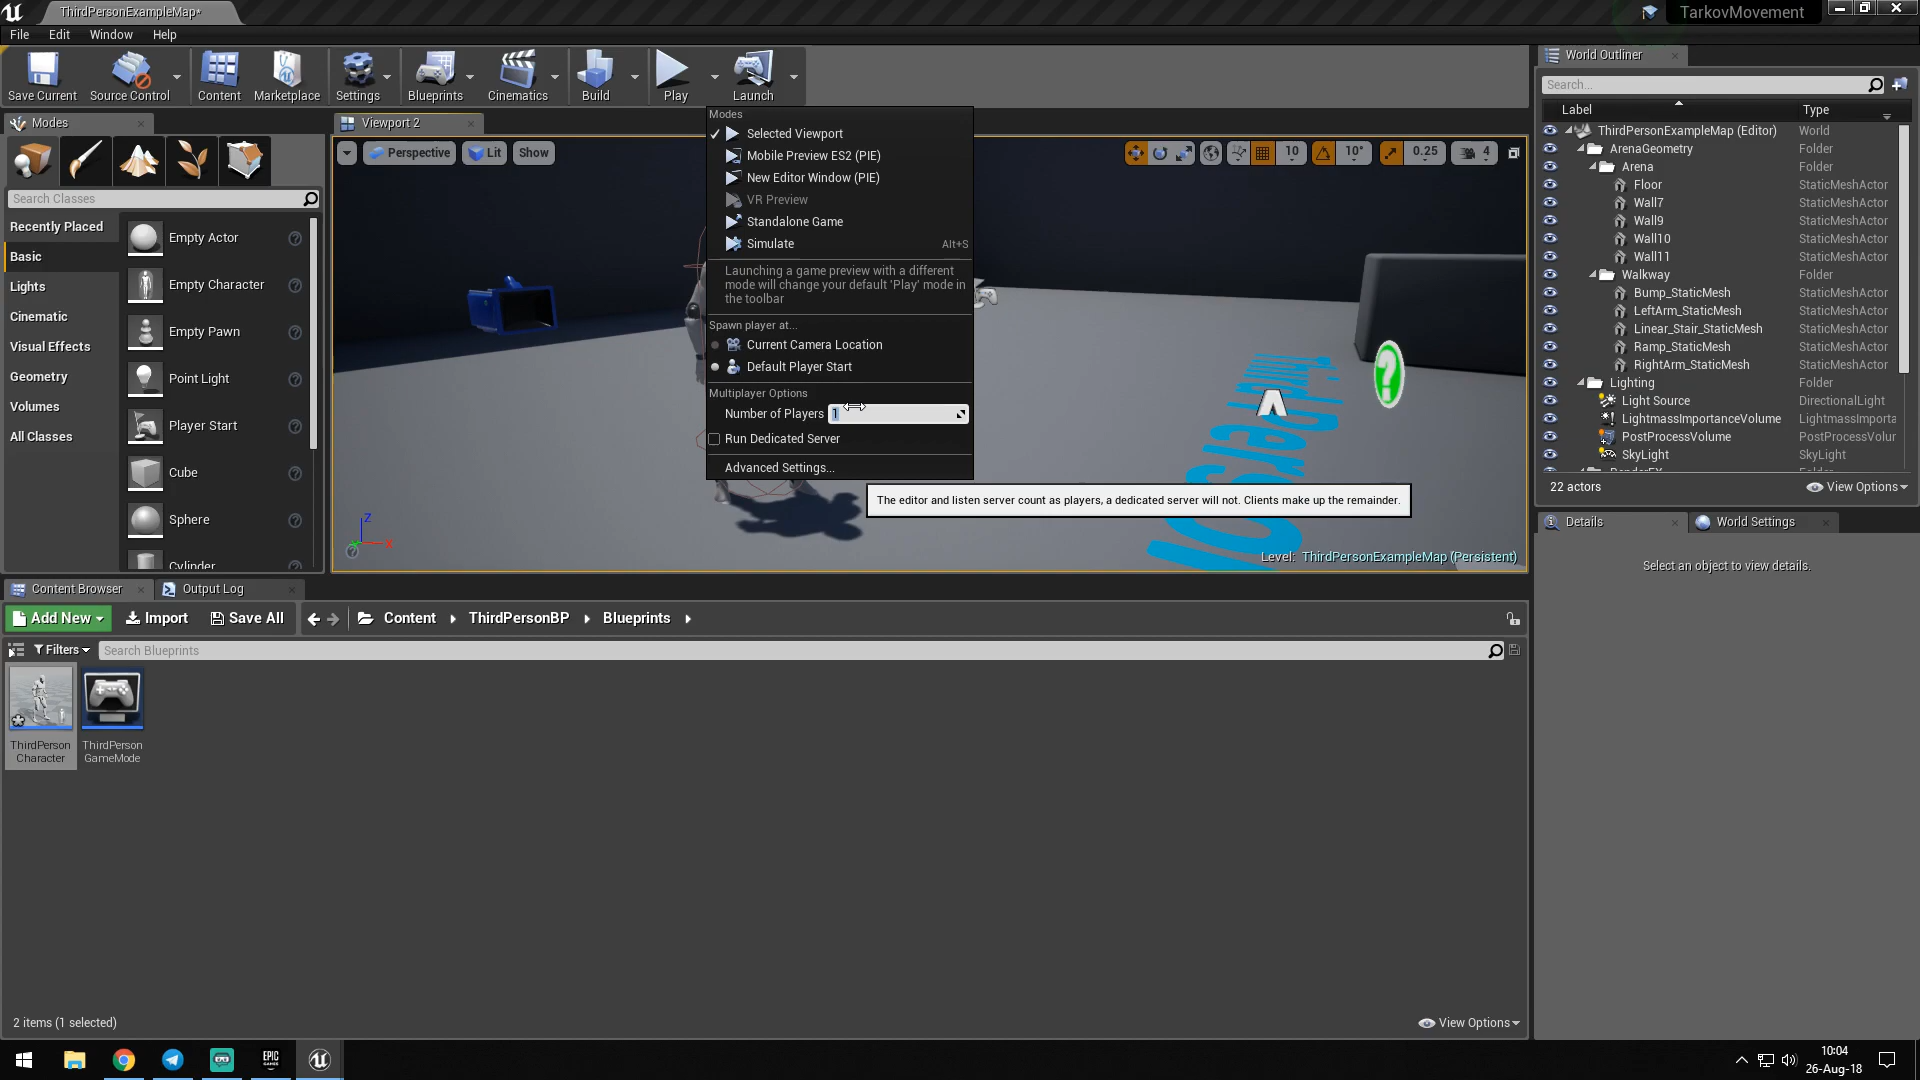 ThirdPersonExampleMap*
TarkovMovement
File Edit Window Help
Save Current
Source Control
Content
Marketplace
Settings
Blueprints
Cinematics
Build
Play
Launch
Modes
Search Classes
Recently Placed
Basic
Lights
Cinematic
Visual Effects
Geometry
Volumes
All Classes
Empty Actor
Empty Character
Empty Pawn
Point Light
Player Start
Cube
Sphere
Cylinder
Viewport 2
Perspective
Lit
Show
10
10°
0.25
4
Modes
Selected Viewport
Mobile Preview ES2 (PIE)
New Editor Window (PIE)
VR Preview
Standalone Game
Simulate Alt+S
Launching a game preview with a different
mode will change your default 'Play' mode in
the toolbar
Spawn player at...
Current Camera Location
Default Player Start
Multiplayer Options
Number of Players 1
Run Dedicated Server
Advanced Settings...
The editor and listen server count as players, a dedicated server will not. Clients make up the remainder.
Level: ThirdPersonExampleMap (Persistent)
World Outliner
Search...
Label Type
ThirdPersonExampleMap (Editor) World
ArenaGeometry Folder
Arena Folder
Floor StaticMeshActor
Wall7 StaticMeshActor
Wall9 StaticMeshActor
Wall10 StaticMeshActor
Wall11 StaticMeshActor
Walkway Folder
Bump_StaticMesh StaticMeshActor
LeftArm_StaticMesh StaticMeshActor
Linear_Stair_StaticMesh StaticMeshActor
Ramp_StaticMesh StaticMeshActor
RightArm_StaticMesh StaticMeshActor
Lighting Folder
Light Source DirectionalLight
LightmassImportanceVolume LightmassImporta
PostProcessVolume PostProcessVolur
SkyLight SkyLight
22 actors
View Options
Details
World Settings
Select an object to view details.
Content Browser
Output Log
Add New
Import
Save All
Content
ThirdPersonBP
Blueprints
Filters
Search Blueprints
ThirdPerson
Character
ThirdPerson
GameMode
2 items (1 selected)
View Options
EPIC
GAMES
10:04
26-Aug-18